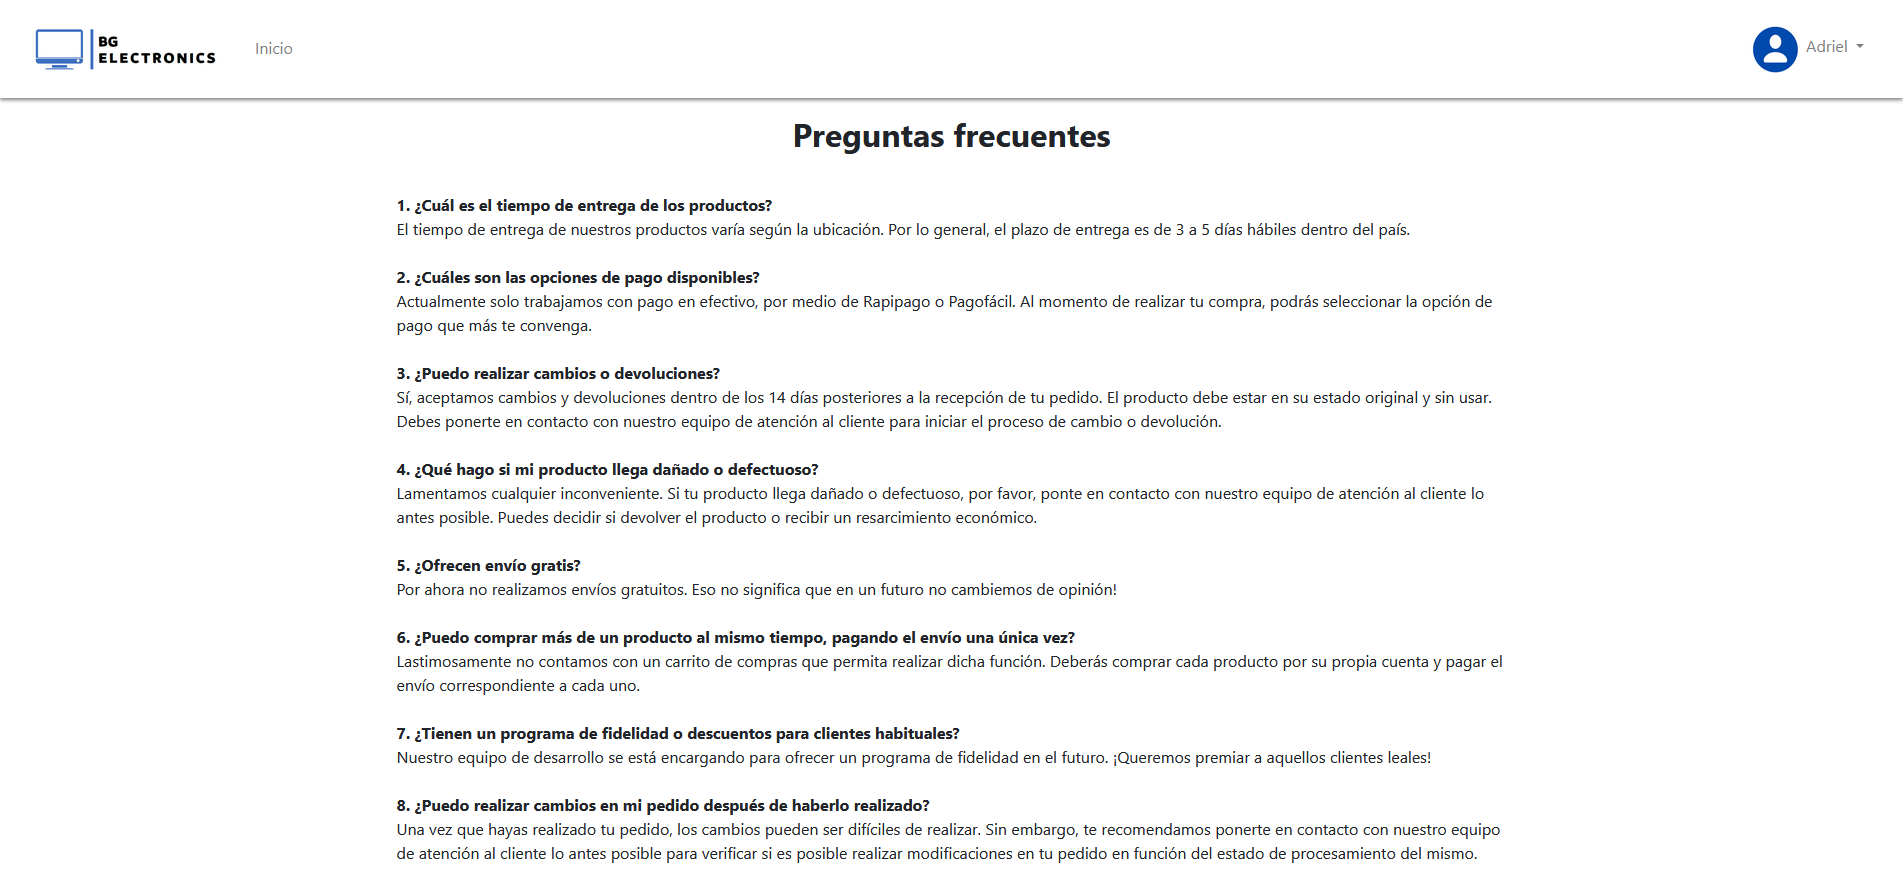 BG
ELECTRONICS
Inicio
Adriel
Preguntas frecuentes
1. ¿Cuál es el tiempo de entrega de los productos?
El tiempo de entrega de nuestros productos varía según la ubicación. Por lo general, el plazo de entrega es de 3 a 5 días hábiles dentro del país.
2. ¿Cuáles son las opciones de pago disponibles?
Actualmente solo trabajamos con pago en efectivo, por medio de Rapipago o Pagofácil. Al momento de realizar tu compra, podrás seleccionar la opción de
pago que más te convenga.
3. ¿Puedo realizar cambios o devoluciones?
Sí, aceptamos cambios y devoluciones dentro de los 14 días posteriores a la recepción de tu pedido. El producto debe estar en su estado original y sin usar.
Debes ponerte en contacto con nuestro equipo de atención al cliente para iniciar el proceso de cambio o devolución.
4. ¿Qué hago si mi producto llega dañado o defectuoso?
Lamentamos cualquier inconveniente. Si tu producto llega dañado o defectuoso, por favor, ponte en contacto con nuestro equipo de atención al cliente lo
antes posible. Puedes decidir si devolver el producto o recibir un resarcimiento económico.
5. ¿Ofrecen envío gratis?
Por ahora no realizamos envíos gratuitos. Eso no significa que en un futuro no cambiemos de opinión!
6. ¿Puedo comprar más de un producto al mismo tiempo, pagando el envío una única vez?
Lastimosamente no contamos con un carrito de compras que permita realizar dicha función. Deberás comprar cada producto por su propia cuenta y pagar el
envío correspondiente a cada uno.
7. ¿Tienen un programa de fidelidad o descuentos para clientes habituales?
Nuestro equipo de desarrollo se está encargando para ofrecer un programa de fidelidad en el futuro. ¡Queremos premiar a aquellos clientes leales!
8. ¿Puedo realizar cambios en mi pedido después de haberlo realizado?
Una vez que hayas realizado tu pedido, los cambios pueden ser difíciles de realizar. Sin embargo, te recomendamos ponerte en contacto con nuestro equipo
de atención al cliente lo antes posible para verificar si es posible realizar modificaciones en tu pedido en función del estado de procesamiento del mismo.